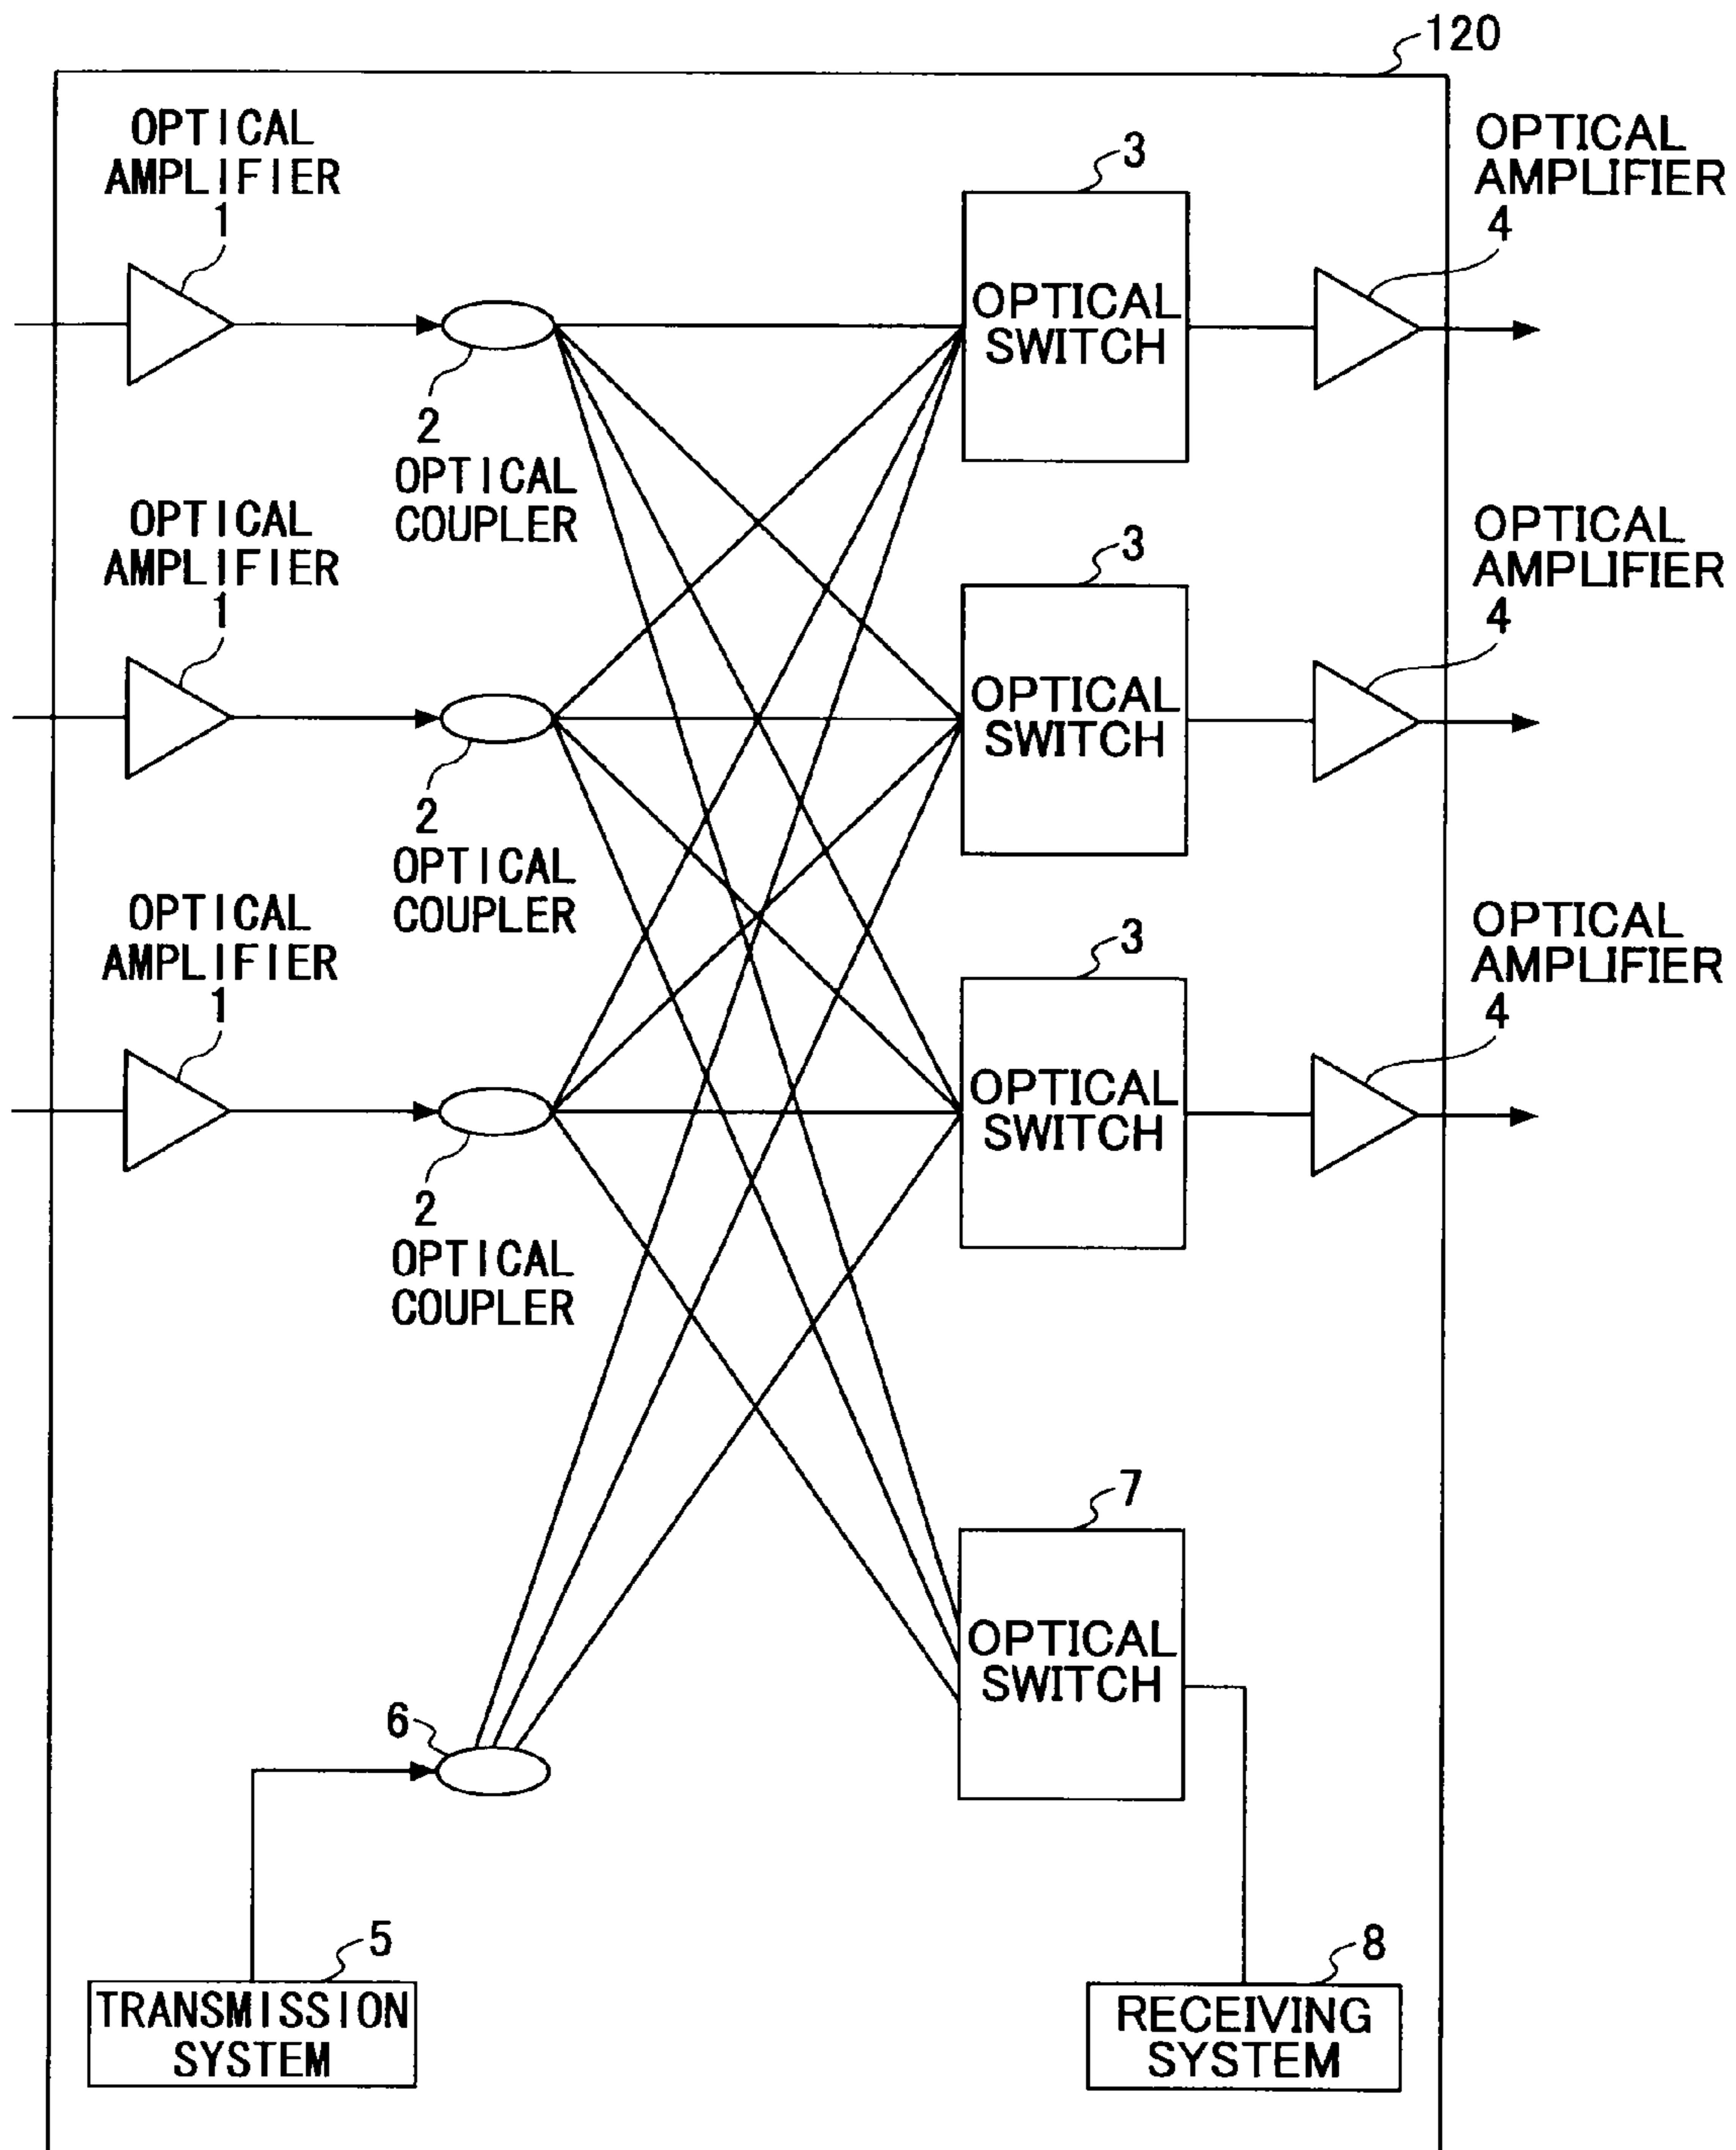 120
OPTICAL
AMPLIFIER
1
3
OPTICAL
AMPLIFIER
4
OPTICAL
SWITCH
2
OPTICAL
COUPLER
OPTICAL
AMPLIFIER
1
3
OPTICAL
AMPLIFIER
4
OPTICAL
SWITCH
2
OPTICAL
COUPLER
OPTICAL
AMPLIFIER
1
3
OPTICAL
AMPLIFIER
4
OPTICAL
SWITCH
2
OPTICAL
COUPLER
7
OPTICAL
SWITCH
6
5
TRANSMISSION
SYSTEM
8
RECEIVING
SYSTEM